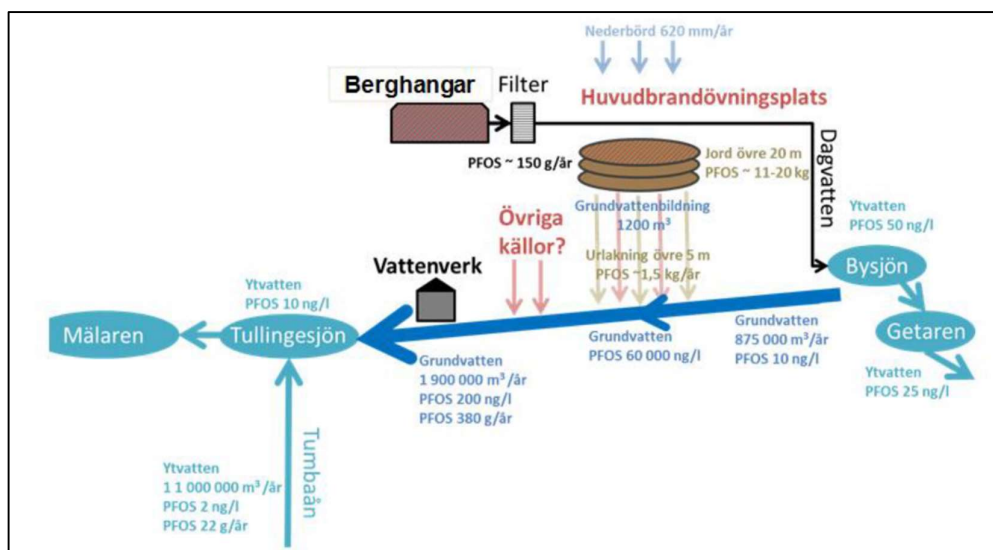 Nederbörd 620 mm/år
Berghangar
Filter
Huvudbrandövningsplats
PFOS ~ 150 g/år
Jord övre 20 m
PFOS ~ 11-20 kg
Dagvatten
Grundvattenbildning
1200 m³
Övriga
källor?
Urlakning övre 5 m
PFOS ~1,5 kg/år
Ytvatten
PFOS 50 ng/l
Bysjön
Vattenverk
Ytvatten
PFOS 10 ng/l
Mälaren
Tullingesjön
Getaren
Grundvatten
PFOS 60 000 ng/l
Grundvatten
875 000 m³/år
PFOS 10 ng/l
Ytvatten
PFOS 25 ng/l
Grundvatten
1 900 000 m³/år
PFOS 200 ng/l
PFOS 380 g/år
Tumbaån
Ytvatten
1 1 000 000 m³/år
PFOS 2 ng/l
PFOS 22 g/år